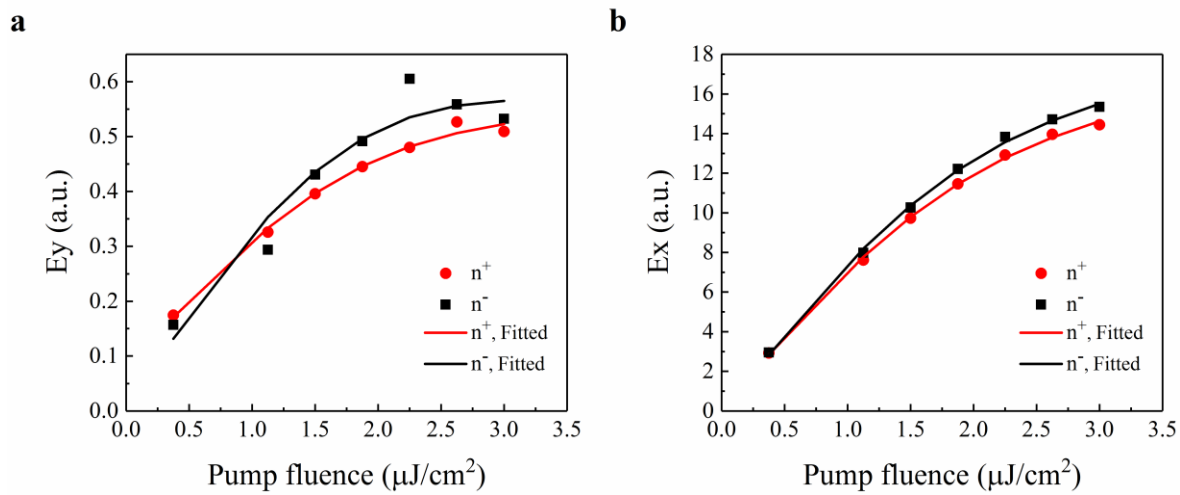 a
Ey (a.u.)
0.6
0.5
0.4
0.3
0.2
0.1
0.0
0.0 0.5 1.0 1.5 2.0 2.5 3.0 3.5
Pump fluence (μJ/cm²)
n⁺
n⁻
n⁺, Fitted
n⁻, Fitted
b
Ex (a.u.)
18
16
14
12
10
8
6
4
2
0
0.0 0.5 1.0 1.5 2.0 2.5 3.0 3.5
Pump fluence (μJ/cm²)
n⁺
n⁻
n⁺, Fitted
n⁻, Fitted